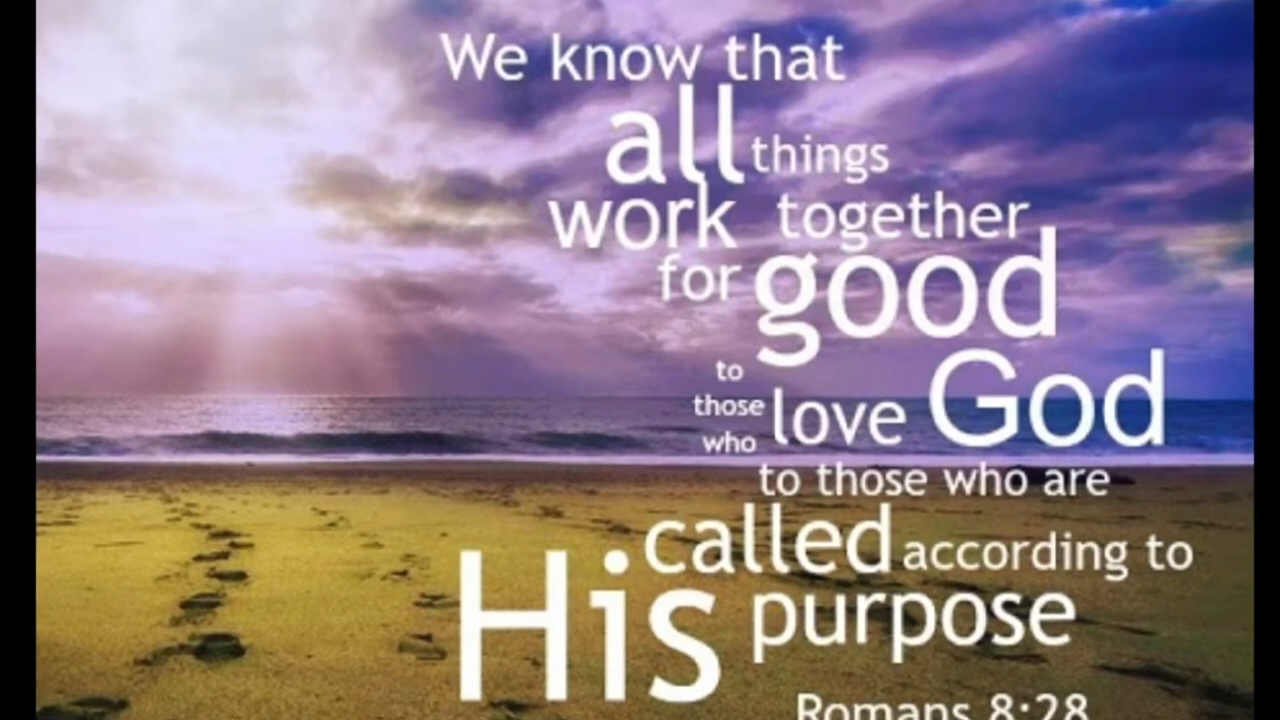 We know that
all things
work together
for good
to
those
who love God
to those who are
called according to
His purpose
Romans 8:28